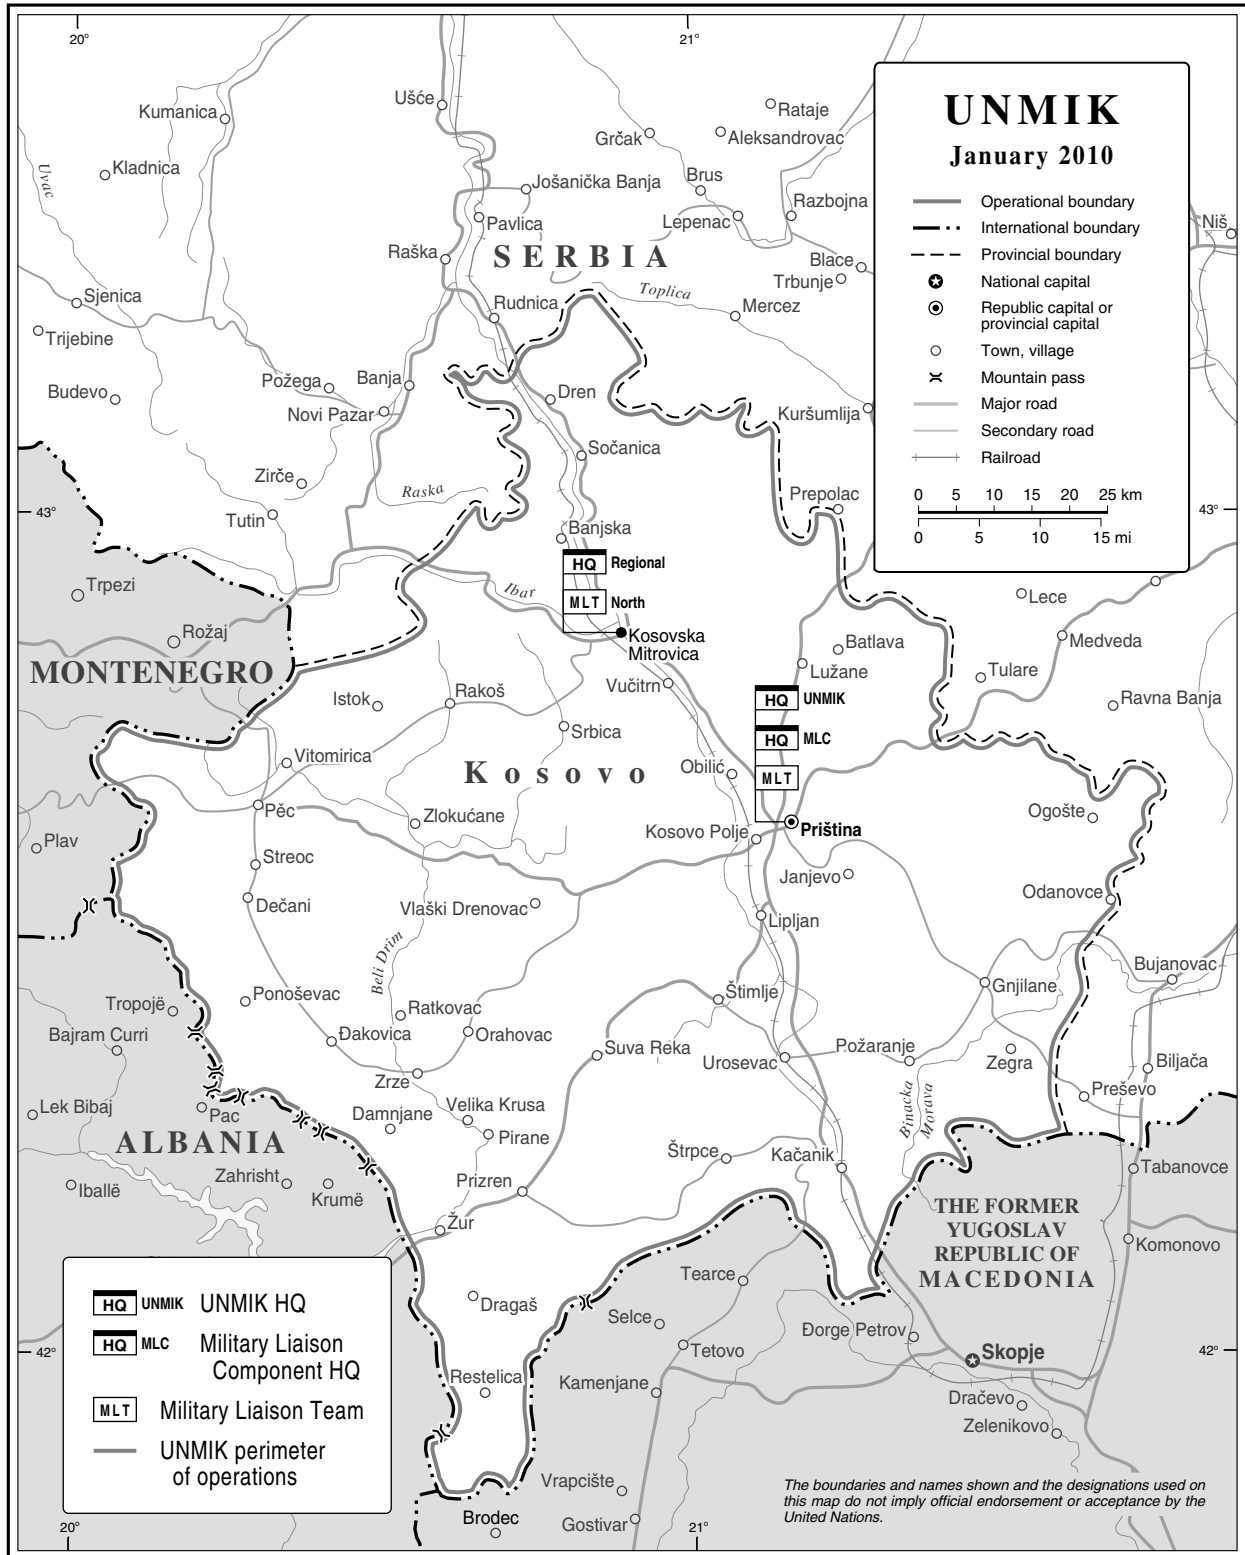 20°
21°
UNMIK
January 2010
Operational boundary
International boundary
Provincial boundary
National capital
Republic capital or
provincial capital
Town, village
Mountain pass
Major road
Secondary road
Railroad
0 5 10 15 20 25 km
0 5 10 15 mi
Ušće
Kumanica
Rataje
Grčak
Aleksandrovac
Kladnica
Uvac
Jošanička Banja
Brus
Razbojna
Pavlica
Lepenac
Niš
Raška
SERBIA
Blace
Trbunje
Toplica
Sjenica
Rudnica
Mercez
Trijebine
Požega
Banja
Budevo
Dren
Novi Pazar
Kuršumlija
Sočanica
Zirče
Raska
Prepolac
43°
43°
Tutin
Banjska
HQ Regional
Trpezi
Ibar
MLT North
Lece
Rožaj
Kosovska
Mitrovica
Batlava
Medveda
MONTENEGRO
Lužane
Tulare
Vučitrn
Istok
Rakoš
HQ UNMIK
Ravna Banja
Srbica
HQ MLC
Vitomirica
Kosovo
Obilić
MLT
Pěc
Zlokućane
Ogošte
Kosovo Polje
Priština
Plav
Streoc
Janjevo
Dečani
Vlaški Drenovac
Odanovce
Lipljan
Beli Drim
Bujanovac
Ponoševac
Štimlje
Gnjilane
Tropojë
Ratkovac
Bajram Curri
Đakovica
Orahovac
Suva Reka
Urosevac
Požaranje
Zegra
Biljača
Zrze
Binacka
Morava
Preševo
Lek Bibaj
Pac
Damnjane
Velika Krusa
ALBANIA
Pirane
Štrpce
Kačanik
Tabanovce
Iballë
Zahrisht
Krumë
Prizren
THE FORMER
YUGOSLAV
REPUBLIC OF
MACEDONIA
Žur
Komonovo
Tearce
HQ UNMIK UNMIK HQ
Dragaš
Selce
Đorge Petrov
HQ MLC Military Liaison
Component HQ
42°
Tetovo
Skopje
42°
Restelica
Kamenjane
MLT Military Liaison Team
Dračevo
Zelenikovo
UNMIK perimeter
of operations
Vrapcište
The boundaries and names shown and the designations used on
this map do not imply official endorsement or acceptance by the
United Nations.
Brodec
Gostivar
20°
21°